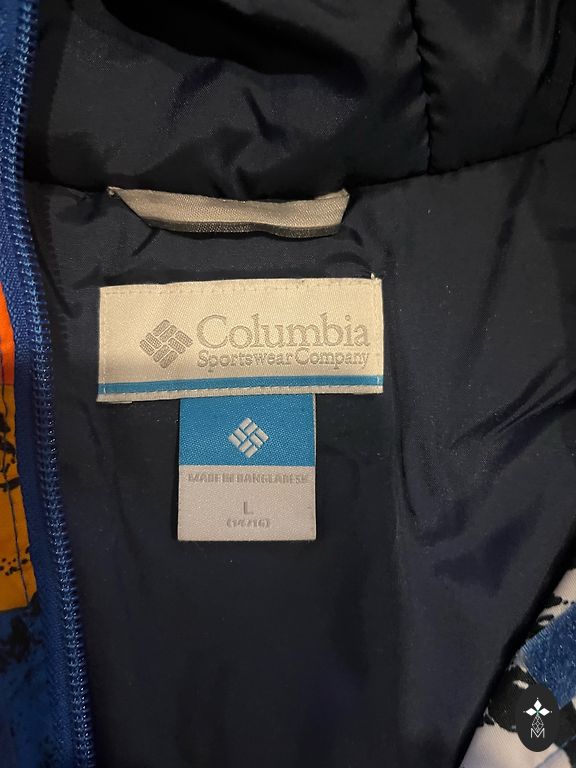 Columbia
Sportswear Company
MADE IN BANGLADESH
L
(14/16)
M